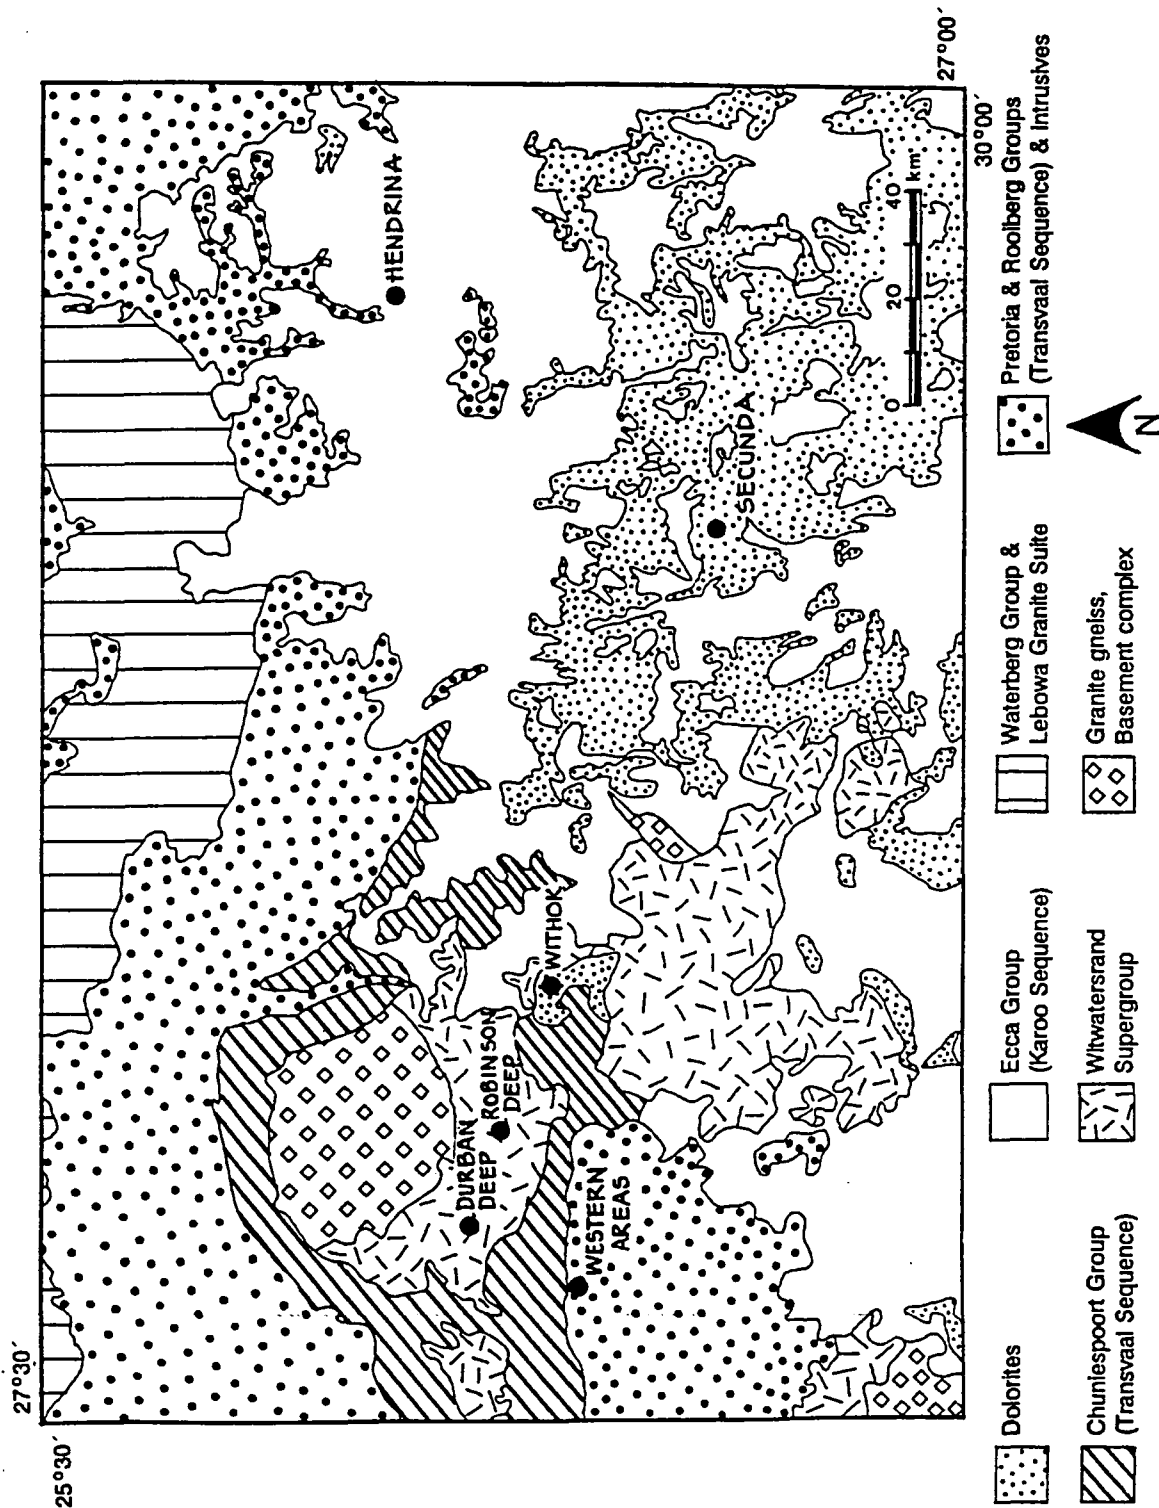 27°30′
25°30′
30°00′
27°00′
HENDRINA
SECUNDA
WITHOK
ROBINSON
DEEP
DURBAN
DEEP
WESTERN
AREAS
0 20 40
km
Dolorites
Ecca Group
(Karoo Sequence)
Waterberg Group &
Lebowa Granite Suite
Pretoria & Roolberg Groups
(Transvaal Sequence) & Intrusives
Chuniespoort Group
(Transvaal Sequence)
Witwatersrand
Supergroup
Granite gneiss,
Basement complex
N